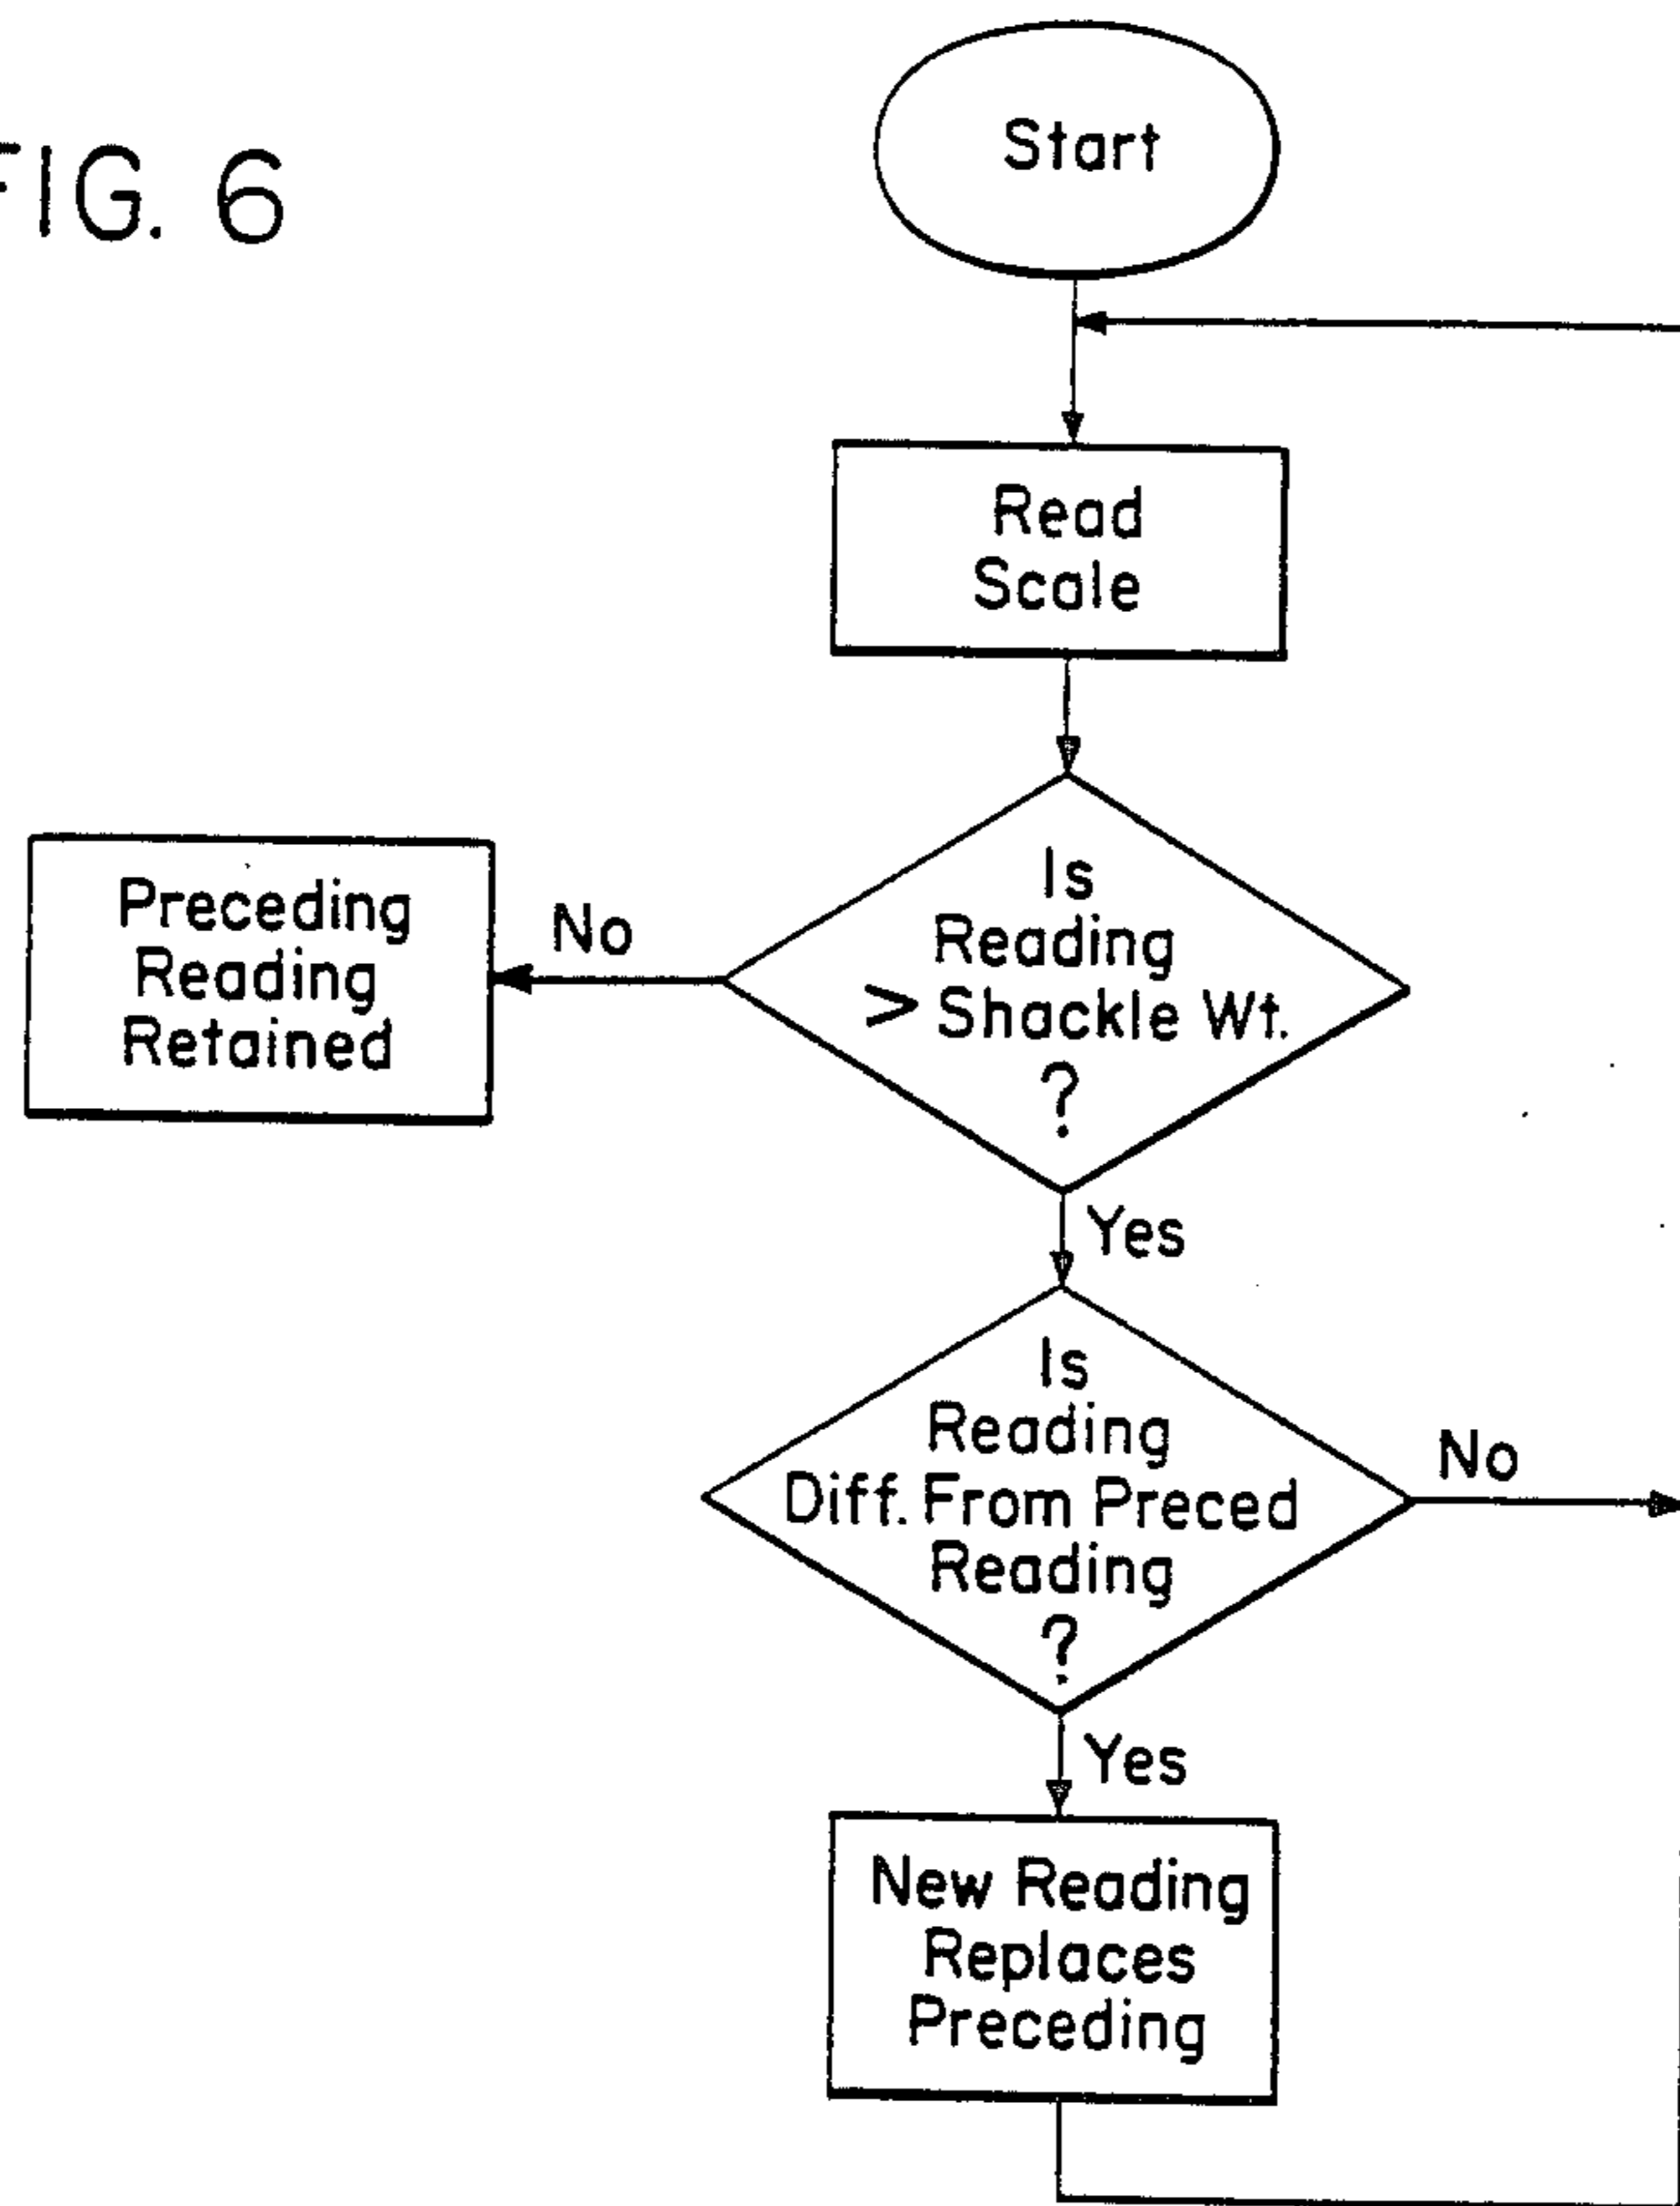 FIG. 6
Start
Read
Scale
Is
Reading
> Shackle Wt.
?
No
Preceding
Reading
Retained
Yes
Is
Reading
Diff. From Preced
Reading
?
No
Yes
New Reading
Replaces
Preceding